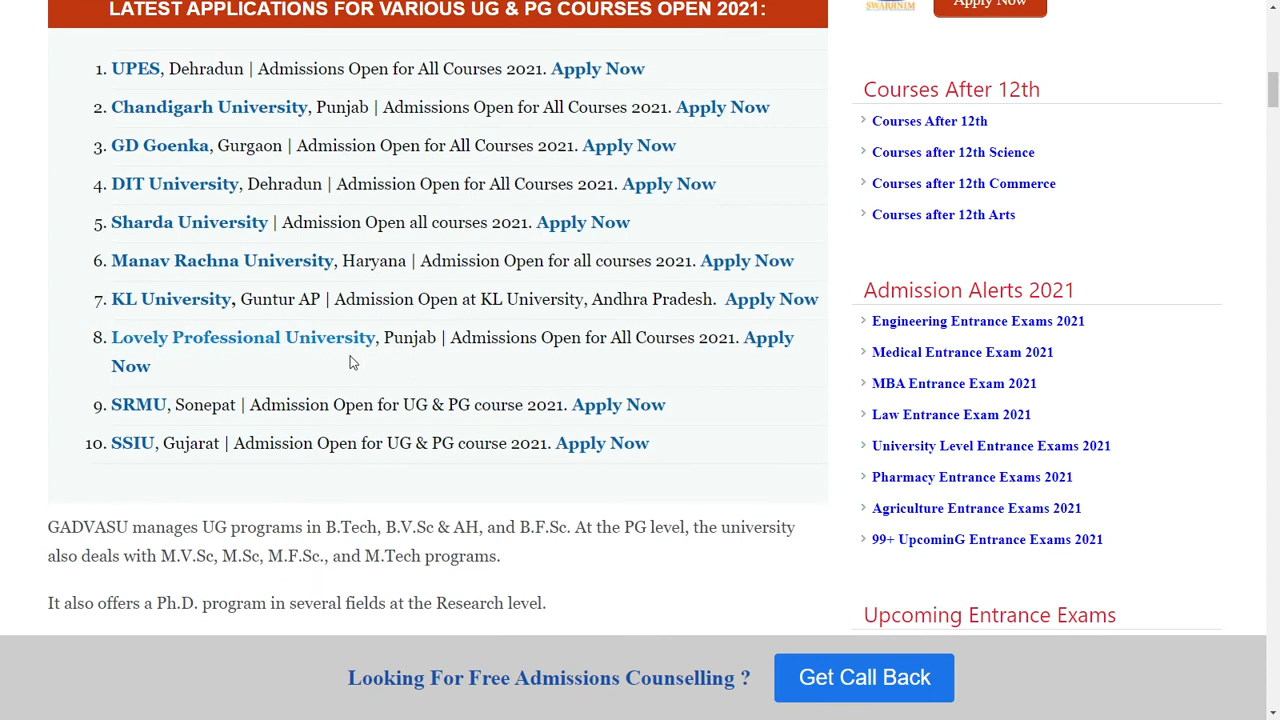 LATEST APPLICATIONS FOR VARIOUS UG & PG COURSES OPEN 2021:
1. UPES, Dehradun | Admissions Open for All Courses 2021. Apply Now
2. Chandigarh University, Punjab | Admissions Open for All Courses 2021. Apply Now
3. GD Goenka, Gurgaon | Admission Open for All Courses 2021. Apply Now
4. DIT University, Dehradun | Admission Open for All Courses 2021. Apply Now
5. Sharda University | Admission Open all courses 2021. Apply Now
6. Manav Rachna University, Haryana | Admission Open for all courses 2021. Apply Now
7. KL University, Guntur AP | Admission Open at KL University, Andhra Pradesh. Apply Now
8. Lovely Professional University, Punjab | Admissions Open for All Courses 2021. Apply
Now
9. SRMU, Sonepat | Admission Open for UG & PG course 2021. Apply Now
10. SSIU, Gujarat | Admission Open for UG & PG course 2021. Apply Now
GADVASU manages UG programs in B.Tech, B.V.Sc & AH, and B.F.Sc. At the PG level, the university
also deals with M.V.Sc, M.Sc, M.F.Sc., and M.Tech programs.
It also offers a Ph.D. program in several fields at the Research level.
SWARNIM
Apply Now
Courses After 12th
Courses After 12th
Courses after 12th Science
Courses after 12th Commerce
Courses after 12th Arts
Admission Alerts 2021
Engineering Entrance Exams 2021
Medical Entrance Exam 2021
MBA Entrance Exam 2021
Law Entrance Exam 2021
University Level Entrance Exams 2021
Pharmacy Entrance Exams 2021
Agriculture Entrance Exams 2021
99+ UpcominG Entrance Exams 2021
Upcoming Entrance Exams
Looking For Free Admissions Counselling ?
Get Call Back